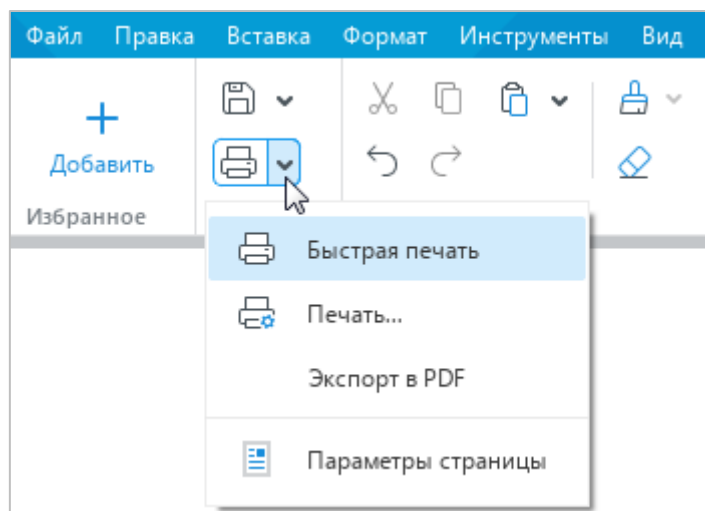 Файл Правка Вставка Формат Инструменты Вид
Добавить
Избранное
Быстрая печать
Печать...
Экспорт в PDF
Параметры страницы